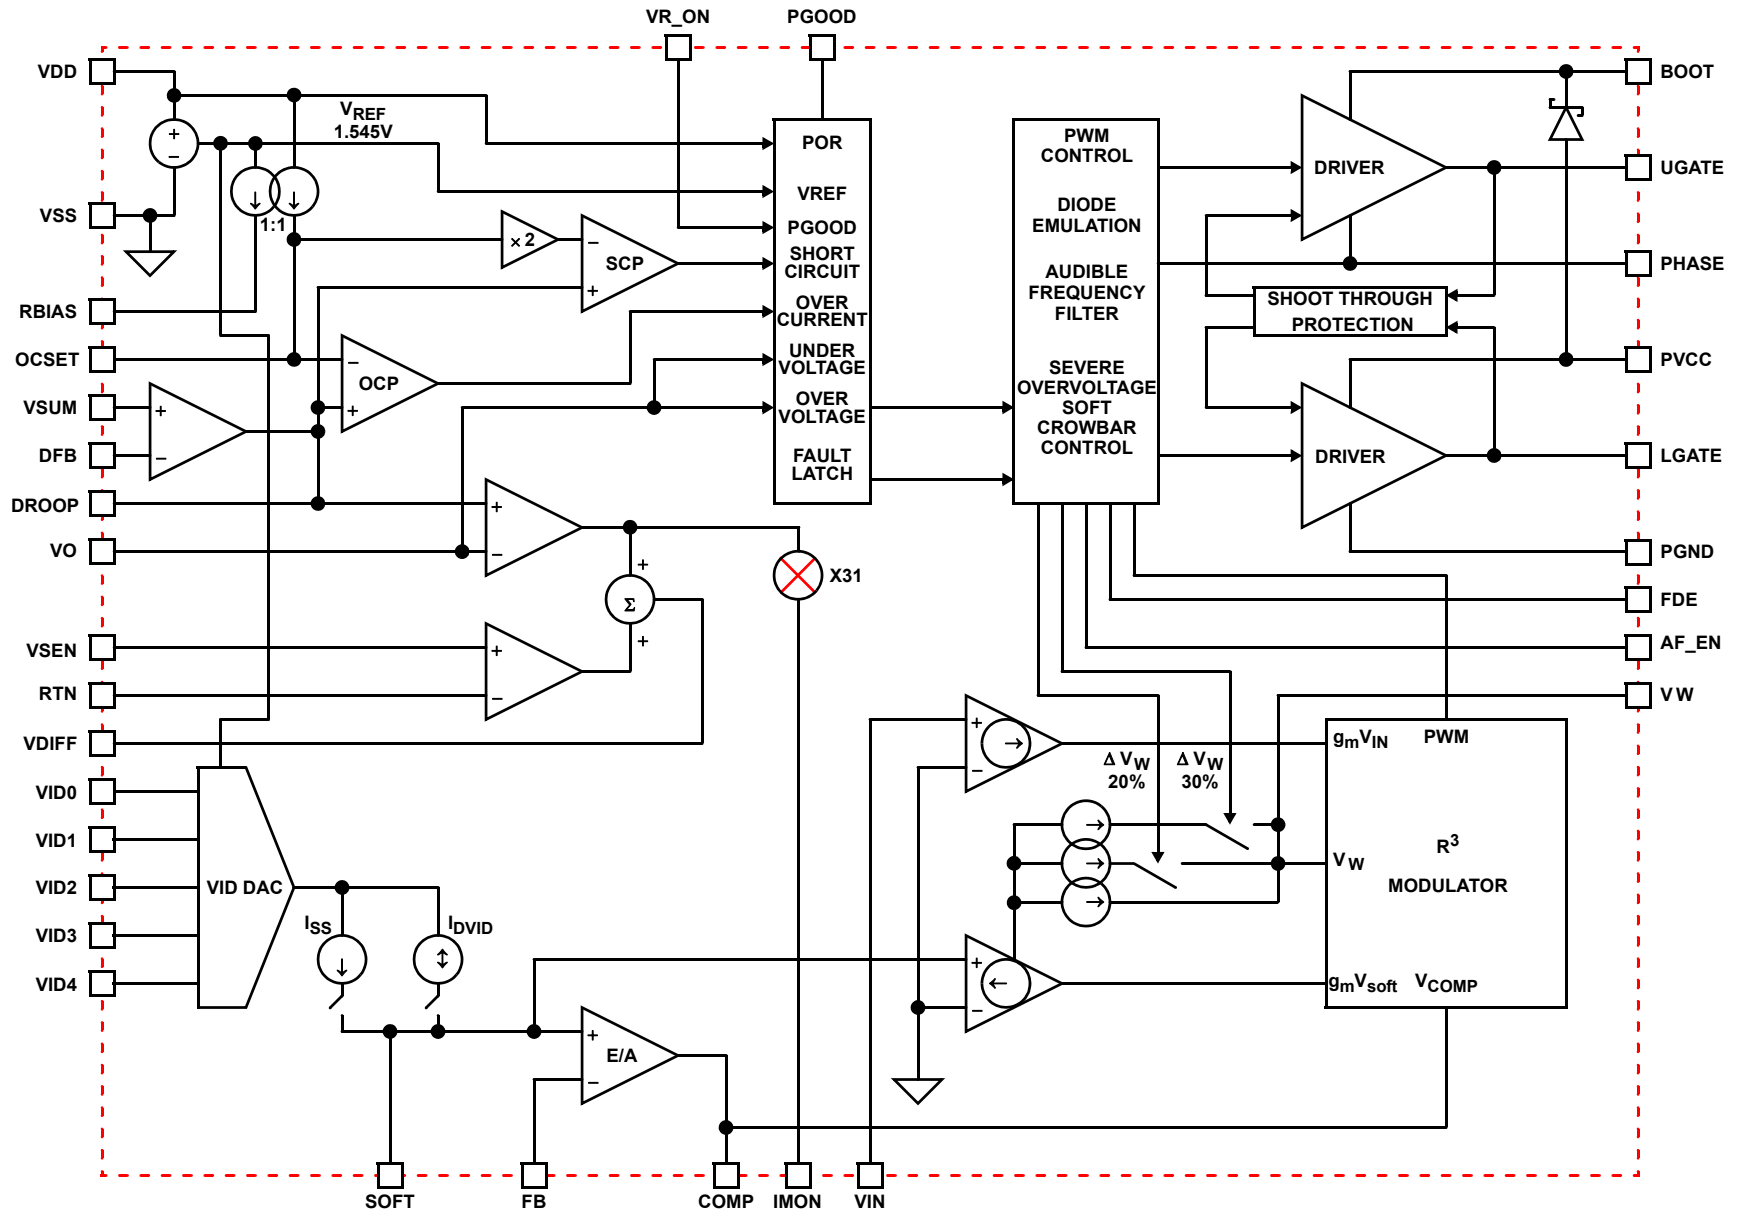 VR_ON
PGOOD
VDD
VSS
RBIAS
OCSET
VSUM
DFB
DROOP
VO
VSEN
RTN
VDIFF
VID0
VID1
VID2
VID3
VID4
+
−
VREF
1.545V
1:1
× 2
−
SCP
+
−
OCP
+
+
−
+
−
+
Σ
+
+
−
X31
POR
VREF
PGOOD
SHORT
CIRCUIT
OVER
CURRENT
UNDER
VOLTAGE
OVER
VOLTAGE
FAULT
LATCH
PWM
CONTROL
DIODE
EMULATION
AUDIBLE
FREQUENCY
FILTER
SEVERE
OVERVOLTAGE
SOFT
CROWBAR
CONTROL
DRIVER
SHOOT THROUGH
PROTECTION
DRIVER
BOOT
UGATE
PHASE
PVCC
LGATE
PGND
FDE
AF_EN
VW
VID DAC
ISS
IDVID
+
E/A
−
+
−
Δ VW
20%
Δ VW
30%
+
−
gmVIN
PWM
VW
R3
MODULATOR
gmVsoft
VCOMP
SOFT
FB
COMP
IMON
VIN